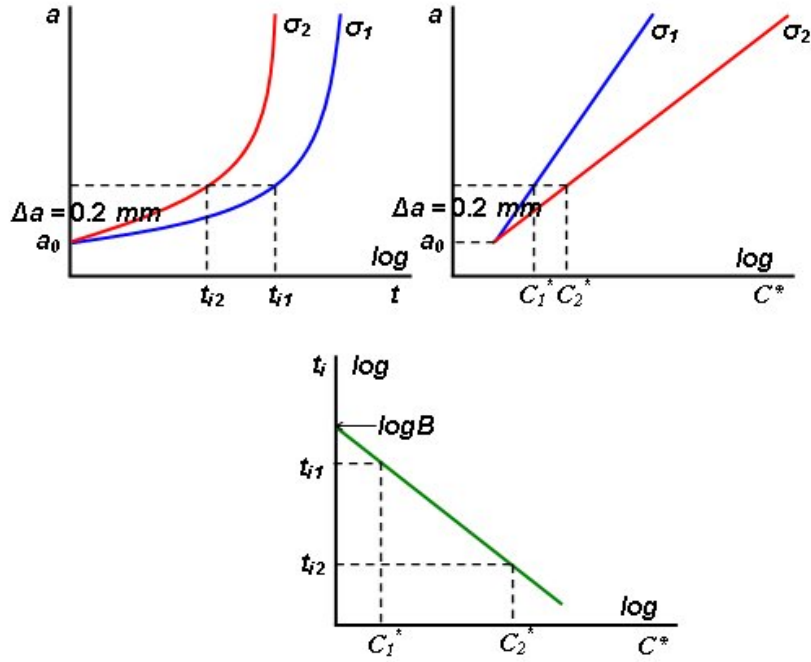 a
σ₂
σ₁
Δa = 0.2 mm
a₀
log
tᵢ₂
tᵢ₁
t
a
σ₁
σ₂
Δa = 0.2 mm
a₀
log
C₁*
C₂*
C*
tᵢ
log
logB
tᵢ₁
tᵢ₂
log
C₁*
C₂*
C*